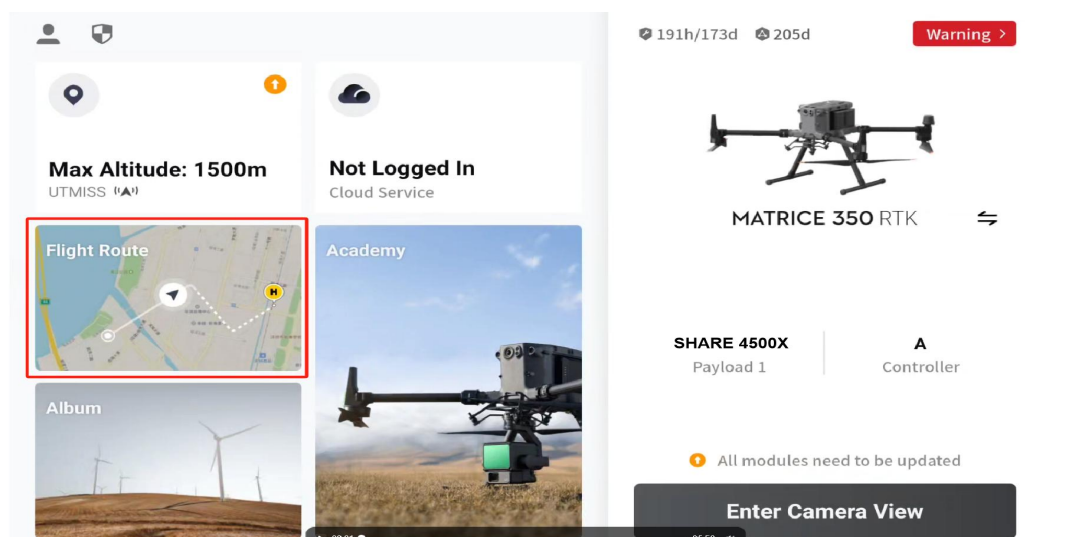 191h/173d 205d
Warning >
Max Altitude: 1500m
UTMISS
Not Logged In
Cloud Service
Flight Route
H
Academy
Album
MATRICE 350 RTK
SHARE 4500X
Payload 1
A
Controller
All modules need to be updated
Enter Camera View